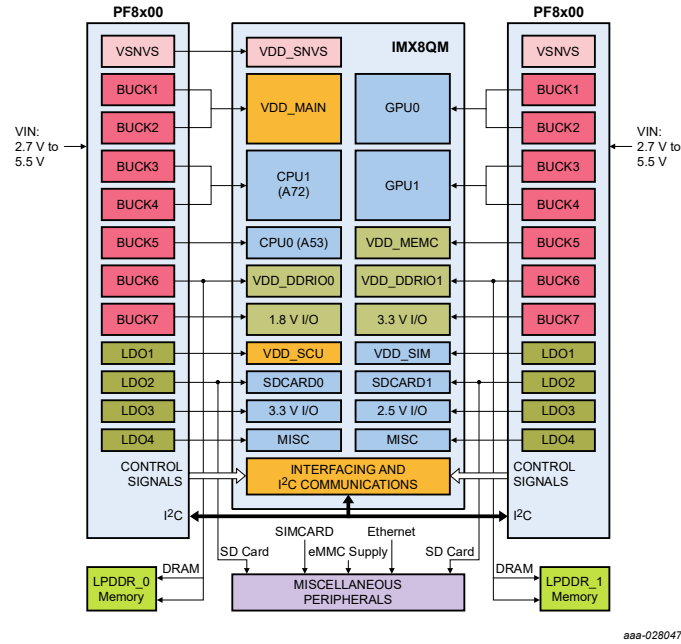 PF8x00
PF8x00
IMX8QM
VSNVS
VDD_SNVS
VSNVS
BUCK1
VDD_MAIN
GPU0
BUCK1
BUCK2
BUCK2
VIN:
2.7 V to
5.5 V
VIN:
2.7 V to
5.5 V
BUCK3
CPU1
(A72)
GPU1
BUCK3
BUCK4
BUCK4
BUCK5
CPU0 (A53)
VDD_MEMC
BUCK5
BUCK6
VDD_DDRIO0
VDD_DDRIO1
BUCK6
BUCK7
1.8 V I/O
3.3 V I/O
BUCK7
LDO1
VDD_SCU
VDD_SIM
LDO1
LDO2
SDCARD0
SDCARD1
LDO2
LDO3
3.3 V I/O
2.5 V I/O
LDO3
LDO4
MISC
MISC
LDO4
CONTROL
SIGNALS
INTERFACING AND
I²C COMMUNICATIONS
CONTROL
SIGNALS
I²C
I²C
SIMCARD
Ethernet
SD Card
eMMC Supply
SD Card
DRAM
DRAM
LPDDR_0
Memory
MISCELLANEOUS
PERIPHERALS
LPDDR_1
Memory
aaa-028047